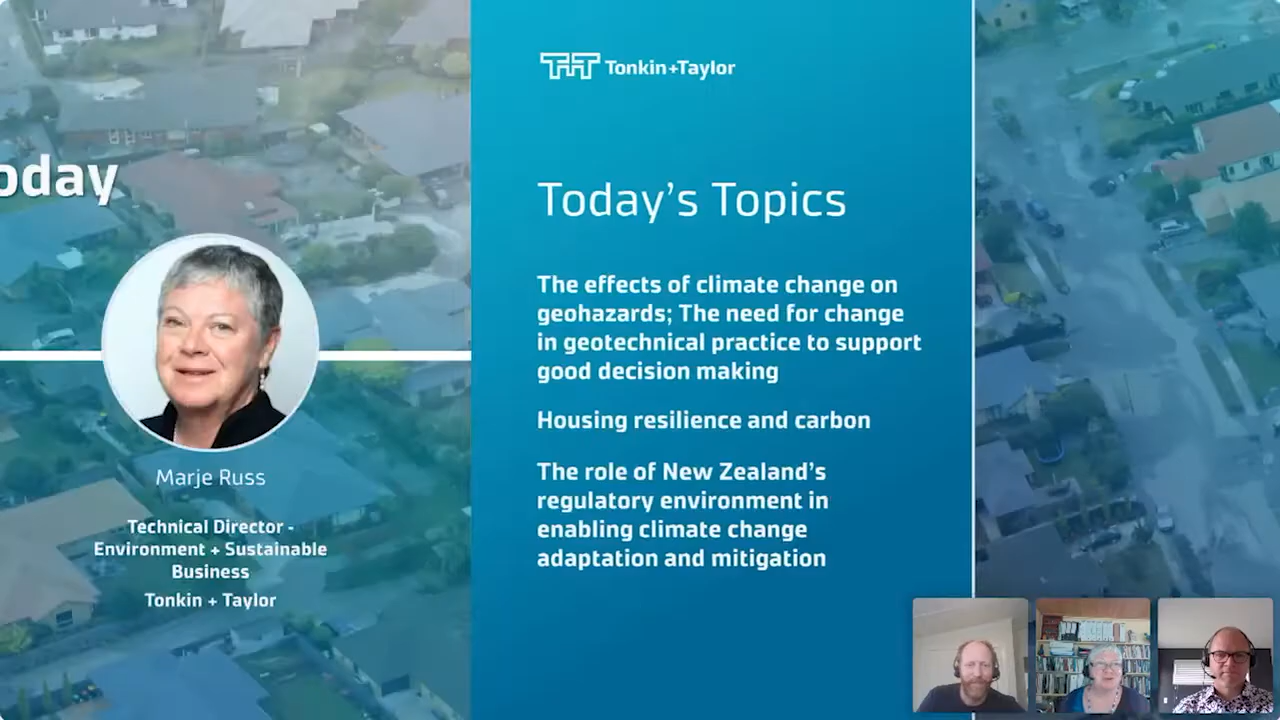 oday
Marje Russ
Technical Director -
Environment + Sustainable
Business
Tonkin + Taylor
Tonkin+Taylor
Today's Topics
The effects of climate change on
geohazards; The need for change
in geotechnical practice to support
good decision making
Housing resilience and carbon
The role of New Zealand's
regulatory environment in
enabling climate change
adaptation and mitigation